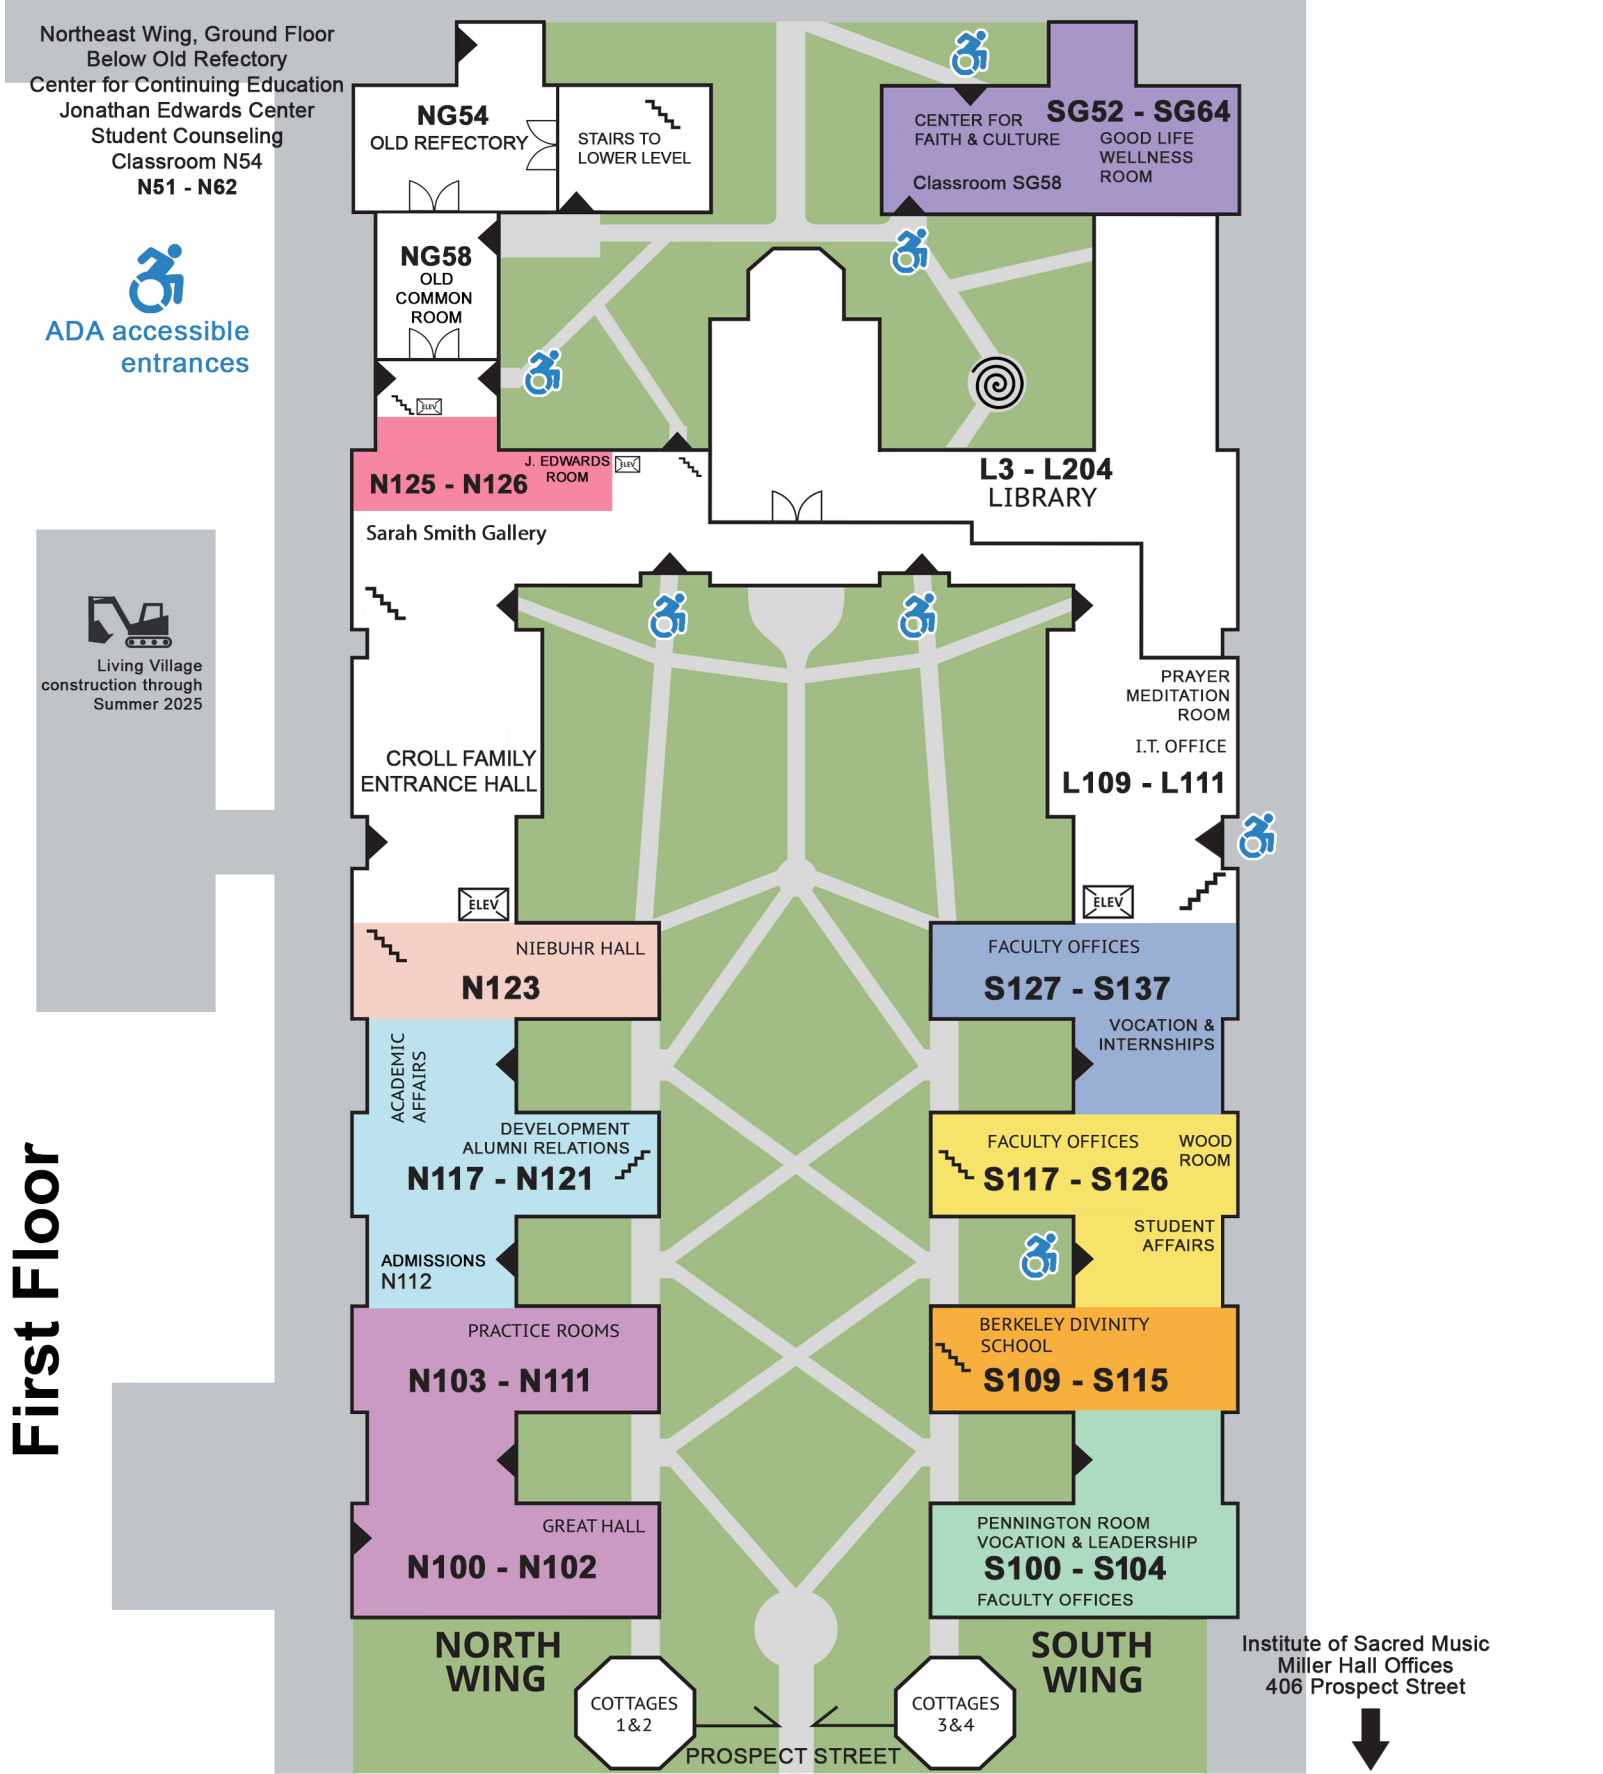 Northeast Wing, Ground Floor
Below Old Refectory
Center for Continuing Education
Jonathan Edwards Center
Student Counseling
Classroom N54
N51 - N62
ADA accessible
entrances
NG54
OLD REFECTORY
STAIRS TO
LOWER LEVEL
CENTER FOR
FAITH & CULTURE
Classroom SG58
SG52 - SG64
GOOD LIFE
WELLNESS
ROOM
NG58
OLD
COMMON
ROOM
ELEV
J. EDWARDS
ROOM
ELEV
N125 - N126
Sarah Smith Gallery
L3 - L204
LIBRARY
Living Village
construction through
Summer 2025
CROLL FAMILY
ENTRANCE HALL
PRAYER
MEDITATION
ROOM
I.T. OFFICE
L109 - L111
ELEV
ELEV
NIEBUHR HALL
N123
FACULTY OFFICES
S127 - S137
VOCATION &
INTERNSHIPS
ACADEMIC
AFFAIRS
DEVELOPMENT
ALUMNI RELATIONS
N117 - N121
FACULTY OFFICES
WOOD
ROOM
S117 - S126
STUDENT
AFFAIRS
ADMISSIONS
N112
PRACTICE ROOMS
N103 - N111
BERKELEY DIVINITY
SCHOOL
S109 - S115
GREAT HALL
N100 - N102
PENNINGTON ROOM
VOCATION & LEADERSHIP
S100 - S104
FACULTY OFFICES
First Floor
NORTH
WING
SOUTH
WING
COTTAGES
1&2
COTTAGES
3&4
PROSPECT STREET
Institute of Sacred Music
Miller Hall Offices
406 Prospect Street